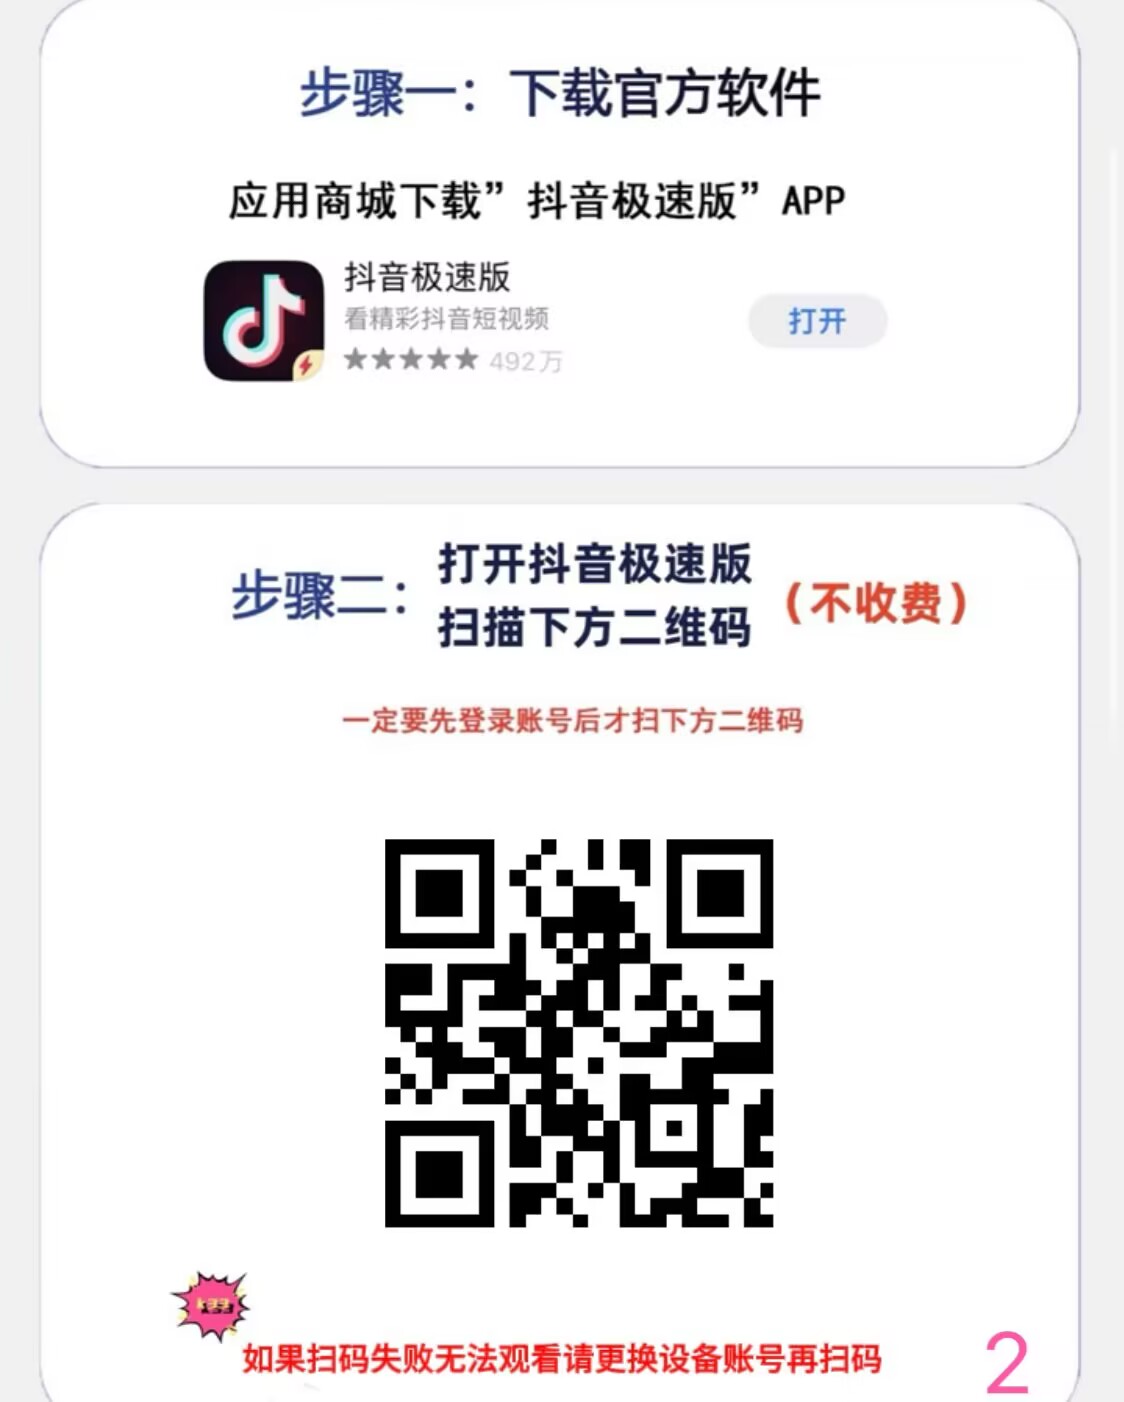 步骤一：下载官方软件
应用商城下载”抖音极速版”APP
抖音极速版
看精彩抖音短视频
打开
★★★★★ 492万
步骤二：
打开抖音极速版
扫描下方二维码
（不收费）
一定要先登录账号后才扫下方二维码
如果扫码失败无法观看请更换设备账号再扫码
2